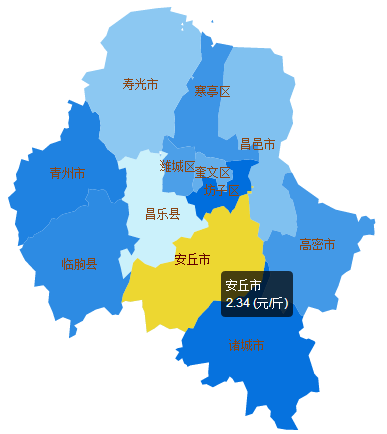 寿光市
寒亭区
昌邑市
潍城区
奎文区
青州市
坊子区
昌乐县
高密市
临朐县
安丘市
安丘市
2.34 (元/斤)
诸城市